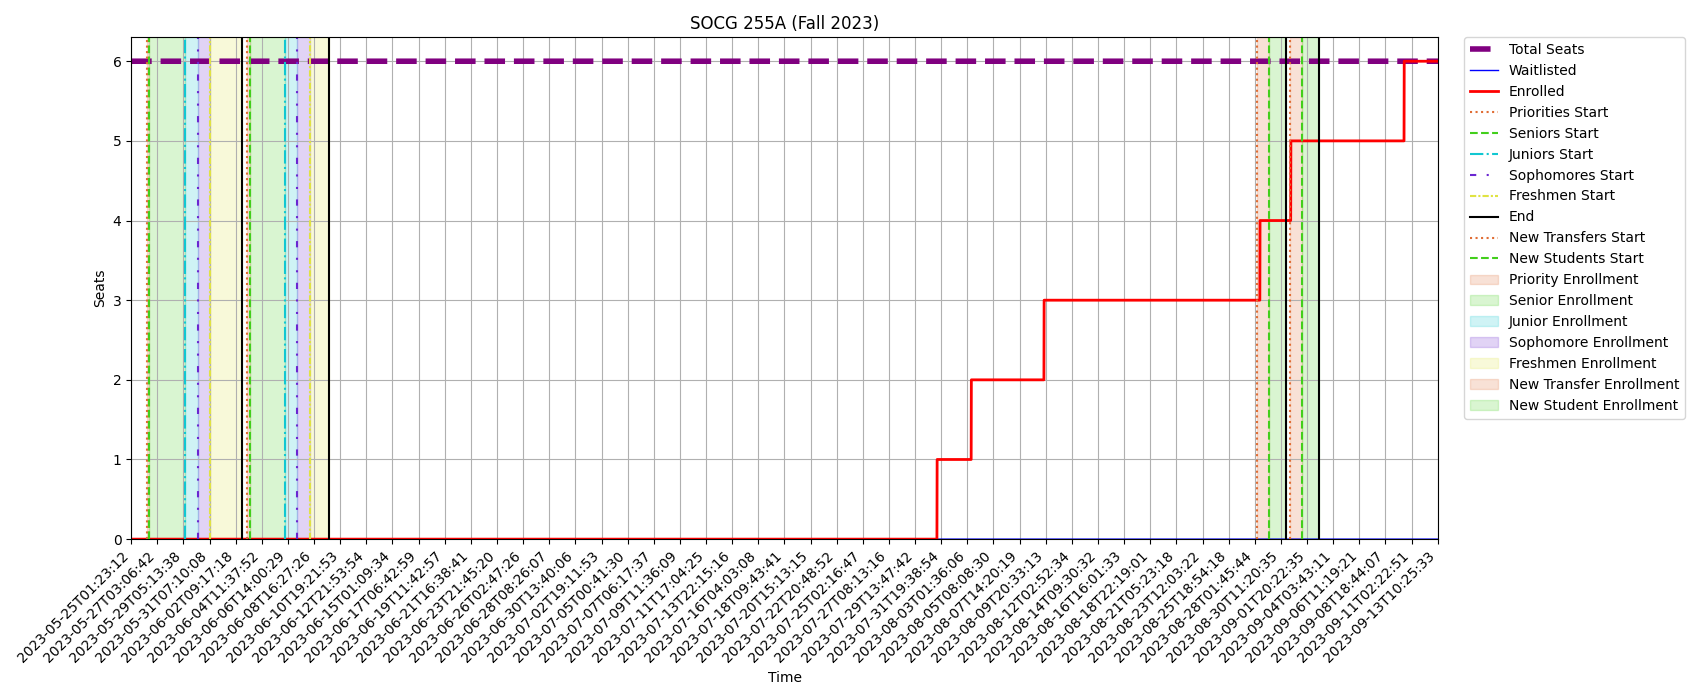 SOCG 255A (Fall 2023)
Seats
6
5
4
3
2
1
0
2023-05-25T01:23:12
2023-05-27T03:06:42
2023-05-29T05:13:38
2023-05-31T07:10:08
2023-06-02T09:17:18
2023-06-04T11:37:52
2023-06-06T14:00:29
2023-06-08T16:27:26
2023-06-10T19:21:53
2023-06-12T21:53:54
2023-06-15T01:09:34
2023-06-17T06:42:59
2023-06-19T11:42:57
2023-06-21T16:38:41
2023-06-23T21:45:20
2023-06-26T02:47:26
2023-06-28T08:26:07
2023-06-30T13:40:06
2023-07-02T19:11:53
2023-07-05T00:41:30
2023-07-07T06:17:37
2023-07-09T11:36:09
2023-07-11T17:04:25
2023-07-13T22:15:16
2023-07-16T04:03:08
2023-07-18T09:43:41
2023-07-20T15:13:15
2023-07-22T20:48:52
2023-07-25T02:16:47
2023-07-27T08:13:16
2023-07-29T13:47:42
2023-07-31T19:38:54
2023-08-03T01:36:06
2023-08-05T08:08:30
2023-08-07T14:20:19
2023-08-09T20:33:13
2023-08-12T02:52:34
2023-08-14T09:30:32
2023-08-16T16:01:33
2023-08-18T22:19:01
2023-08-21T05:23:18
2023-08-23T12:03:22
2023-08-25T18:54:18
2023-08-28T01:45:44
2023-08-30T11:20:35
2023-09-01T20:22:35
2023-09-04T03:43:11
2023-09-06T11:19:21
2023-09-08T18:44:07
2023-09-11T02:22:51
2023-09-13T10:25:33
Time
Total Seats
Waitlisted
Enrolled
Priorities Start
Seniors Start
Juniors Start
Sophomores Start
Freshmen Start
End
New Transfers Start
New Students Start
Priority Enrollment
Senior Enrollment
Junior Enrollment
Sophomore Enrollment
Freshmen Enrollment
New Transfer Enrollment
New Student Enrollment